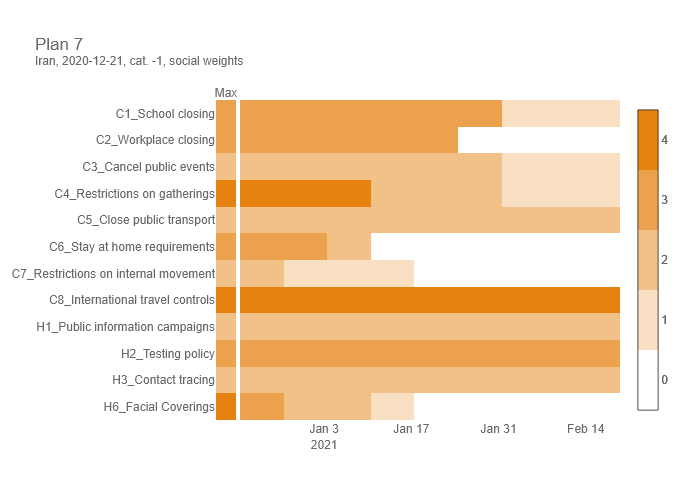 Plan 7
Iran, 2020-12-21, cat. -1, social weights
Max
C1_School closing
C2_Workplace closing
C3_Cancel public events
C4_Restrictions on gatherings
C5_Close public transport
C6_Stay at home requirements
C7_Restrictions on internal movement
C8_International travel controls
H1_Public information campaigns
H2_Testing policy
H3_Contact tracing
H6_Facial Coverings
Jan 3 Jan 17 Jan 31 Feb 14
2021
4
3
2
1
0